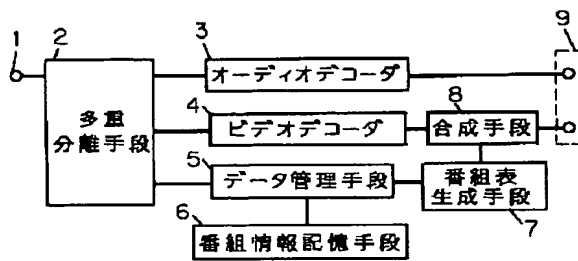 1
2
3
9
オーディオデコーダ
多重
分離手段
4
8
ビデオデコーダ
合成手段
5
データ管理手段
番組表
生成手段
6
7
番組情報記憶手段